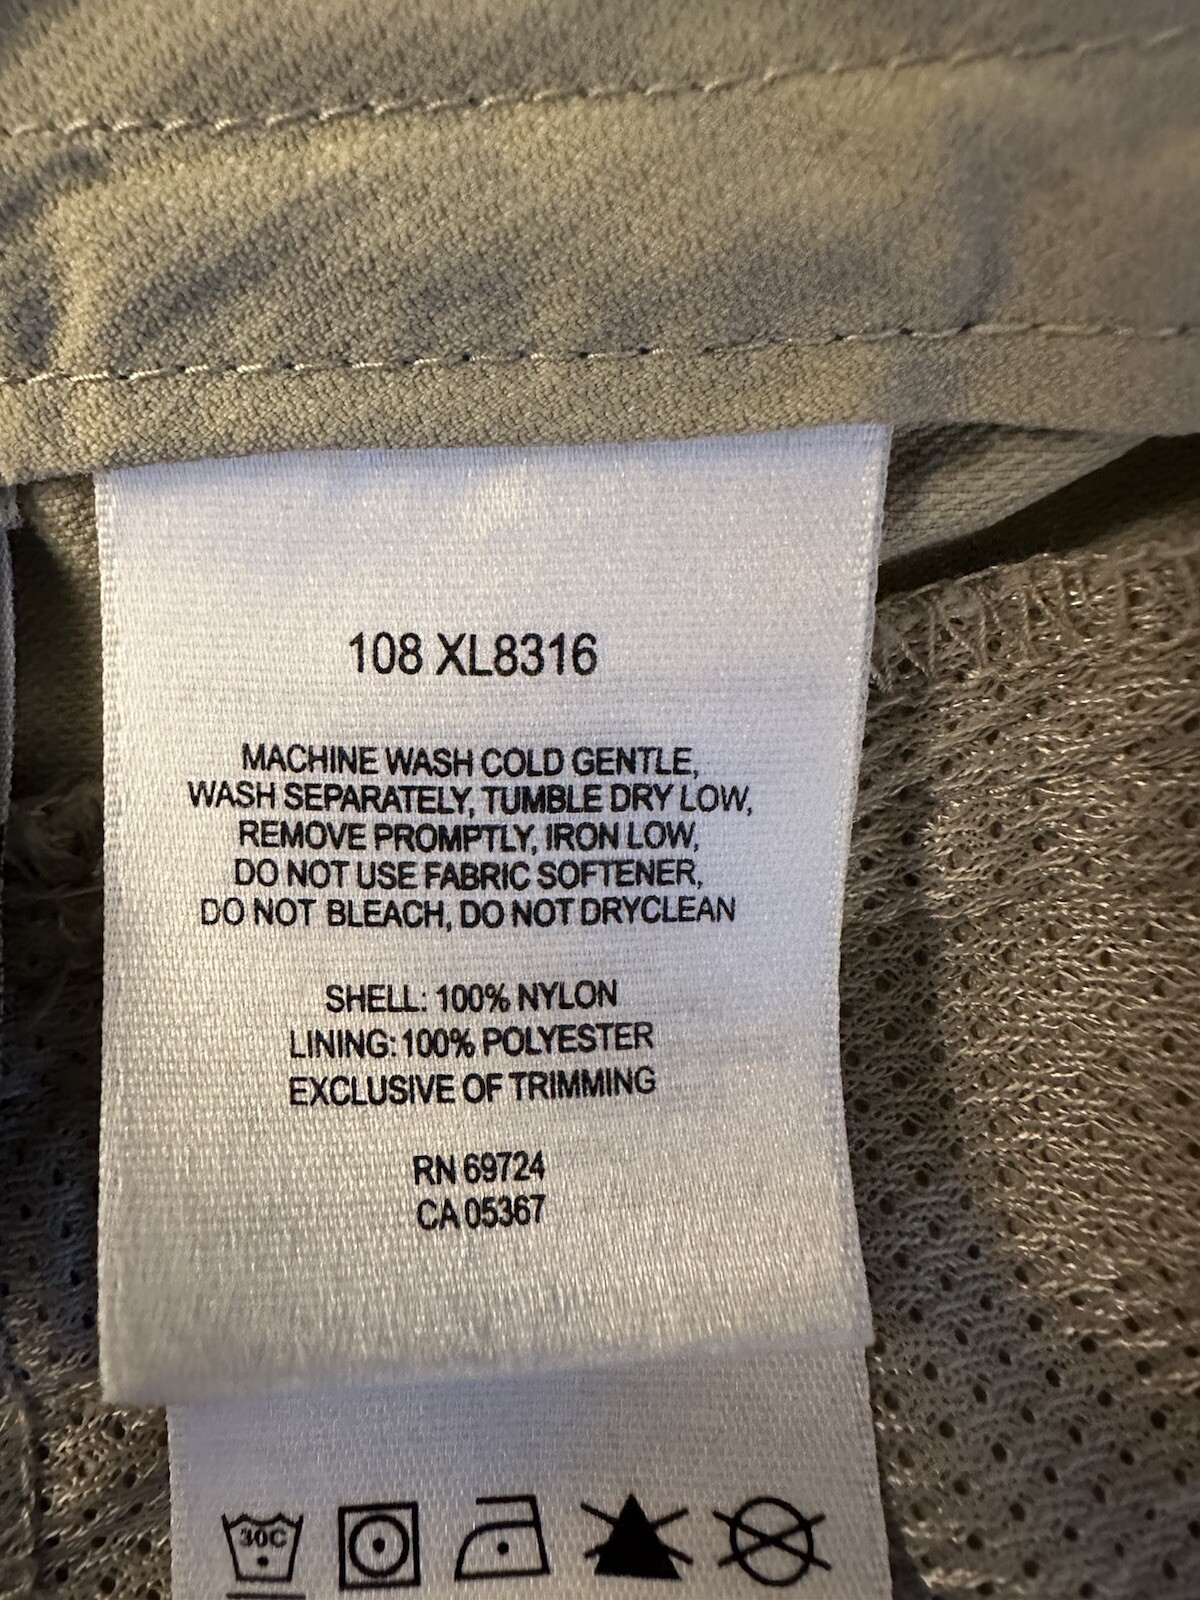 108 XL8316
MACHINE WASH COLD GENTLE,
WASH SEPARATELY, TUMBLE DRY LOW,
REMOVE PROMPTLY, IRON LOW,
DO NOT USE FABRIC SOFTENER,
DO NOT BLEACH, DO NOT DRYCLEAN
SHELL: 100% NYLON
LINING: 100% POLYESTER
EXCLUSIVE OF TRIMMING
RN 69724
CA 05367
30C